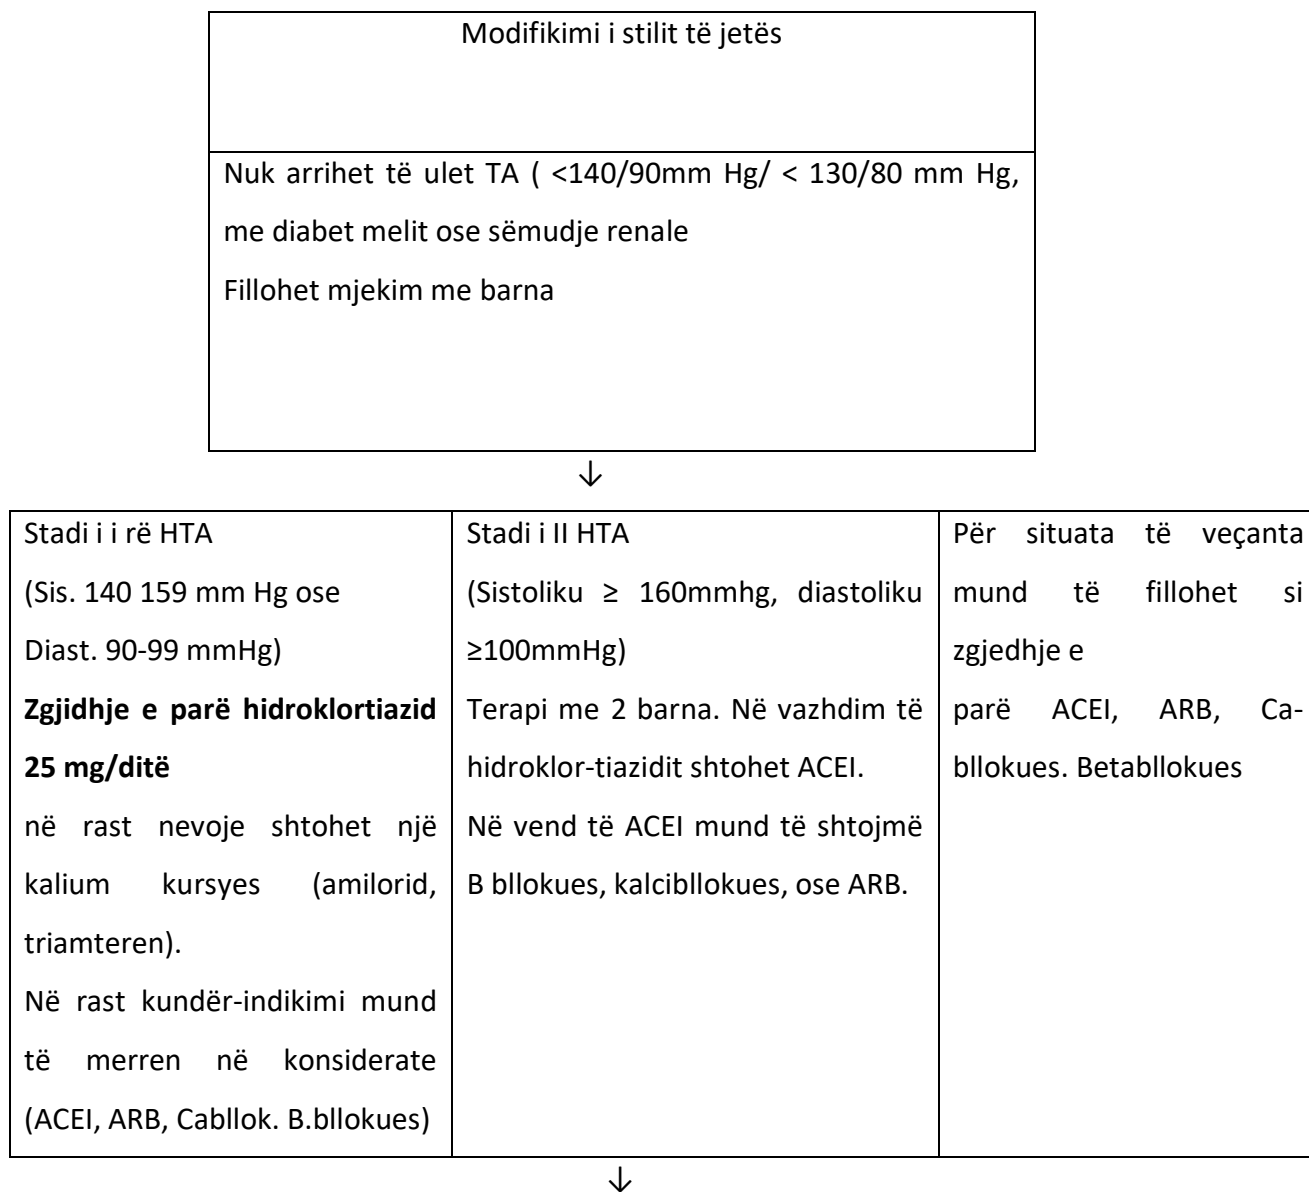 Modifikimi i stilit të jetës
Nuk arrihet të ulet TA ( <140/90mm Hg/ < 130/80 mm Hg,
me diabet melit ose sëmudje renale
Fillohet mjekim me barna
↓
Stadi i i rë HTA
(Sis. 140 159 mm Hg ose
Diast. 90-99 mmHg)
Zgjidhje e parë hidroklortiazid
25 mg/ditë
në rast nevoje shtohet një
kalium kursyes (amilorid,
triamteren).
Në rast kundër-indikimi mund
të merren në konsiderate
(ACEI, ARB, Cabllok. B.bllokues)
Stadi i II HTA
(Sistoliku ≥ 160mmhg, diastoliku
≥100mmHg)
Terapi me 2 barna. Në vazhdim të
hidroklor-tiazidit shtohet ACEI.
Në vend të ACEI mund të shtojmë
B bllokues, kalcibllokues, ose ARB.
Për situata të veçanta
mund të fillohet si
zgjedhje e
parë ACEI, ARB, Ca-
bllokues. Betabllokues
↓